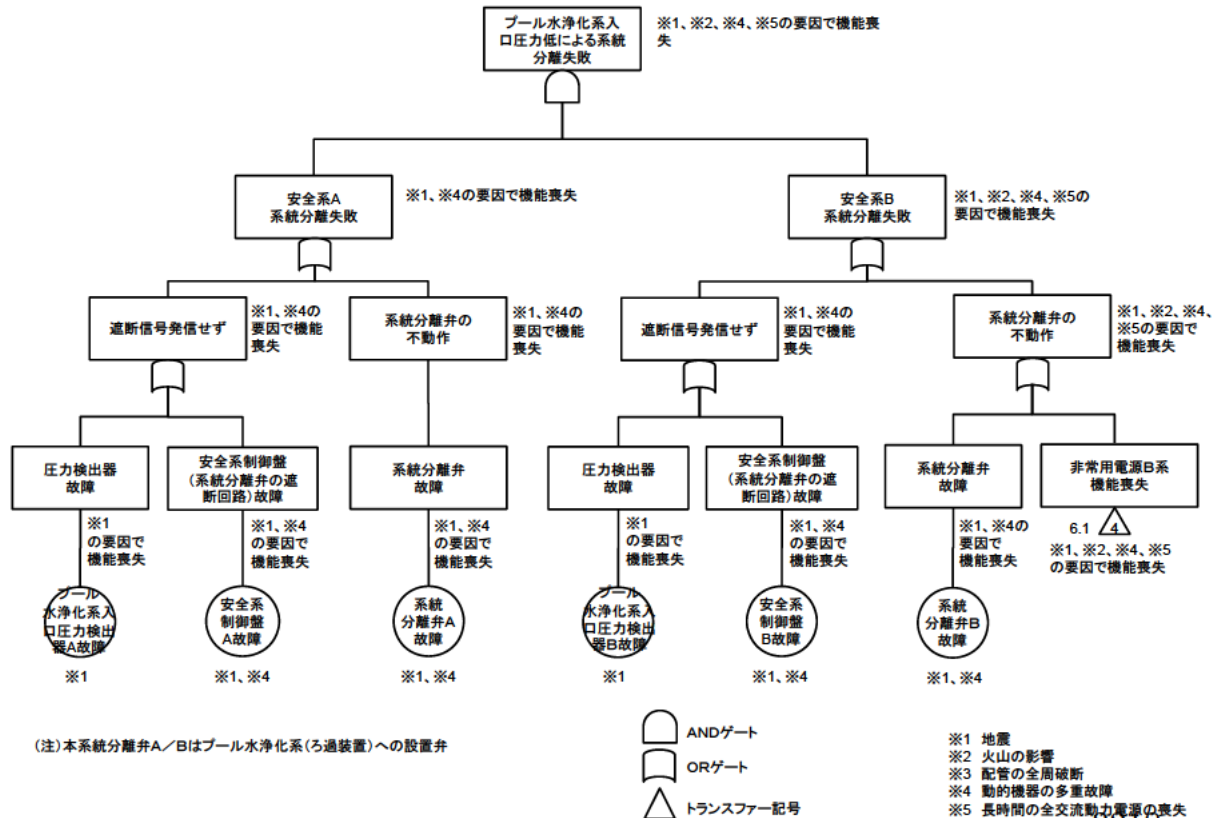 プール水浄化系入
口圧力低による系統
分離失敗
※1、※2、※4、※5の要因で機能喪
失
安全系A
系統分離失敗
※1、※4の要因で機能喪失
安全系B
系統分離失敗
※1、※2、※4、※5の
要因で機能喪失
遮断信号発信せず
※1、※4の
要因で機能
喪失
系統分離弁の
不動作
※1、※4の
要因で機能
喪失
遮断信号発信せず
※1、※4の
要因で機能
喪失
系統分離弁の
不動作
※1、※2、※4、
※5の要因で
機能喪失
圧力検出器
故障
安全系制御盤
(系統分離弁の遮
断回路)故障
系統分離弁
故障
圧力検出器
故障
安全系制御盤
(系統分離弁の遮
断回路)故障
系統分離弁
故障
非常用電源B系
機能喪失
※1
の要因で
機能喪失
※1、※4
の要因で
機能喪失
※1、※4
の要因で
機能喪失
※1
の要因で
機能喪失
※1、※4
の要因で
機能喪失
※1、※4の
要因で
機能喪失
6.1 4
※1、※2、※4、※5
の要因で機能喪失
プール
水浄化系入
口圧力検出
器A故障
安全系
制御盤
A故障
系統
分離弁A
故障
プール
水浄化系入
口圧力検出
器B故障
安全系
制御盤
B故障
系統
分離弁B
故障
※1
※1、※4
※1、※4
※1
※1、※4
※1、※4
(注)本系統分離弁A/Bはプール水浄化系(ろ過装置)への設置弁
ANDゲート
ORゲート
トランスファー記号
※1 地震
※2 火山の影響
※3 配管の全周破断
※4 動的機器の多重故障
※5 長時間の全交流動力電源の喪失